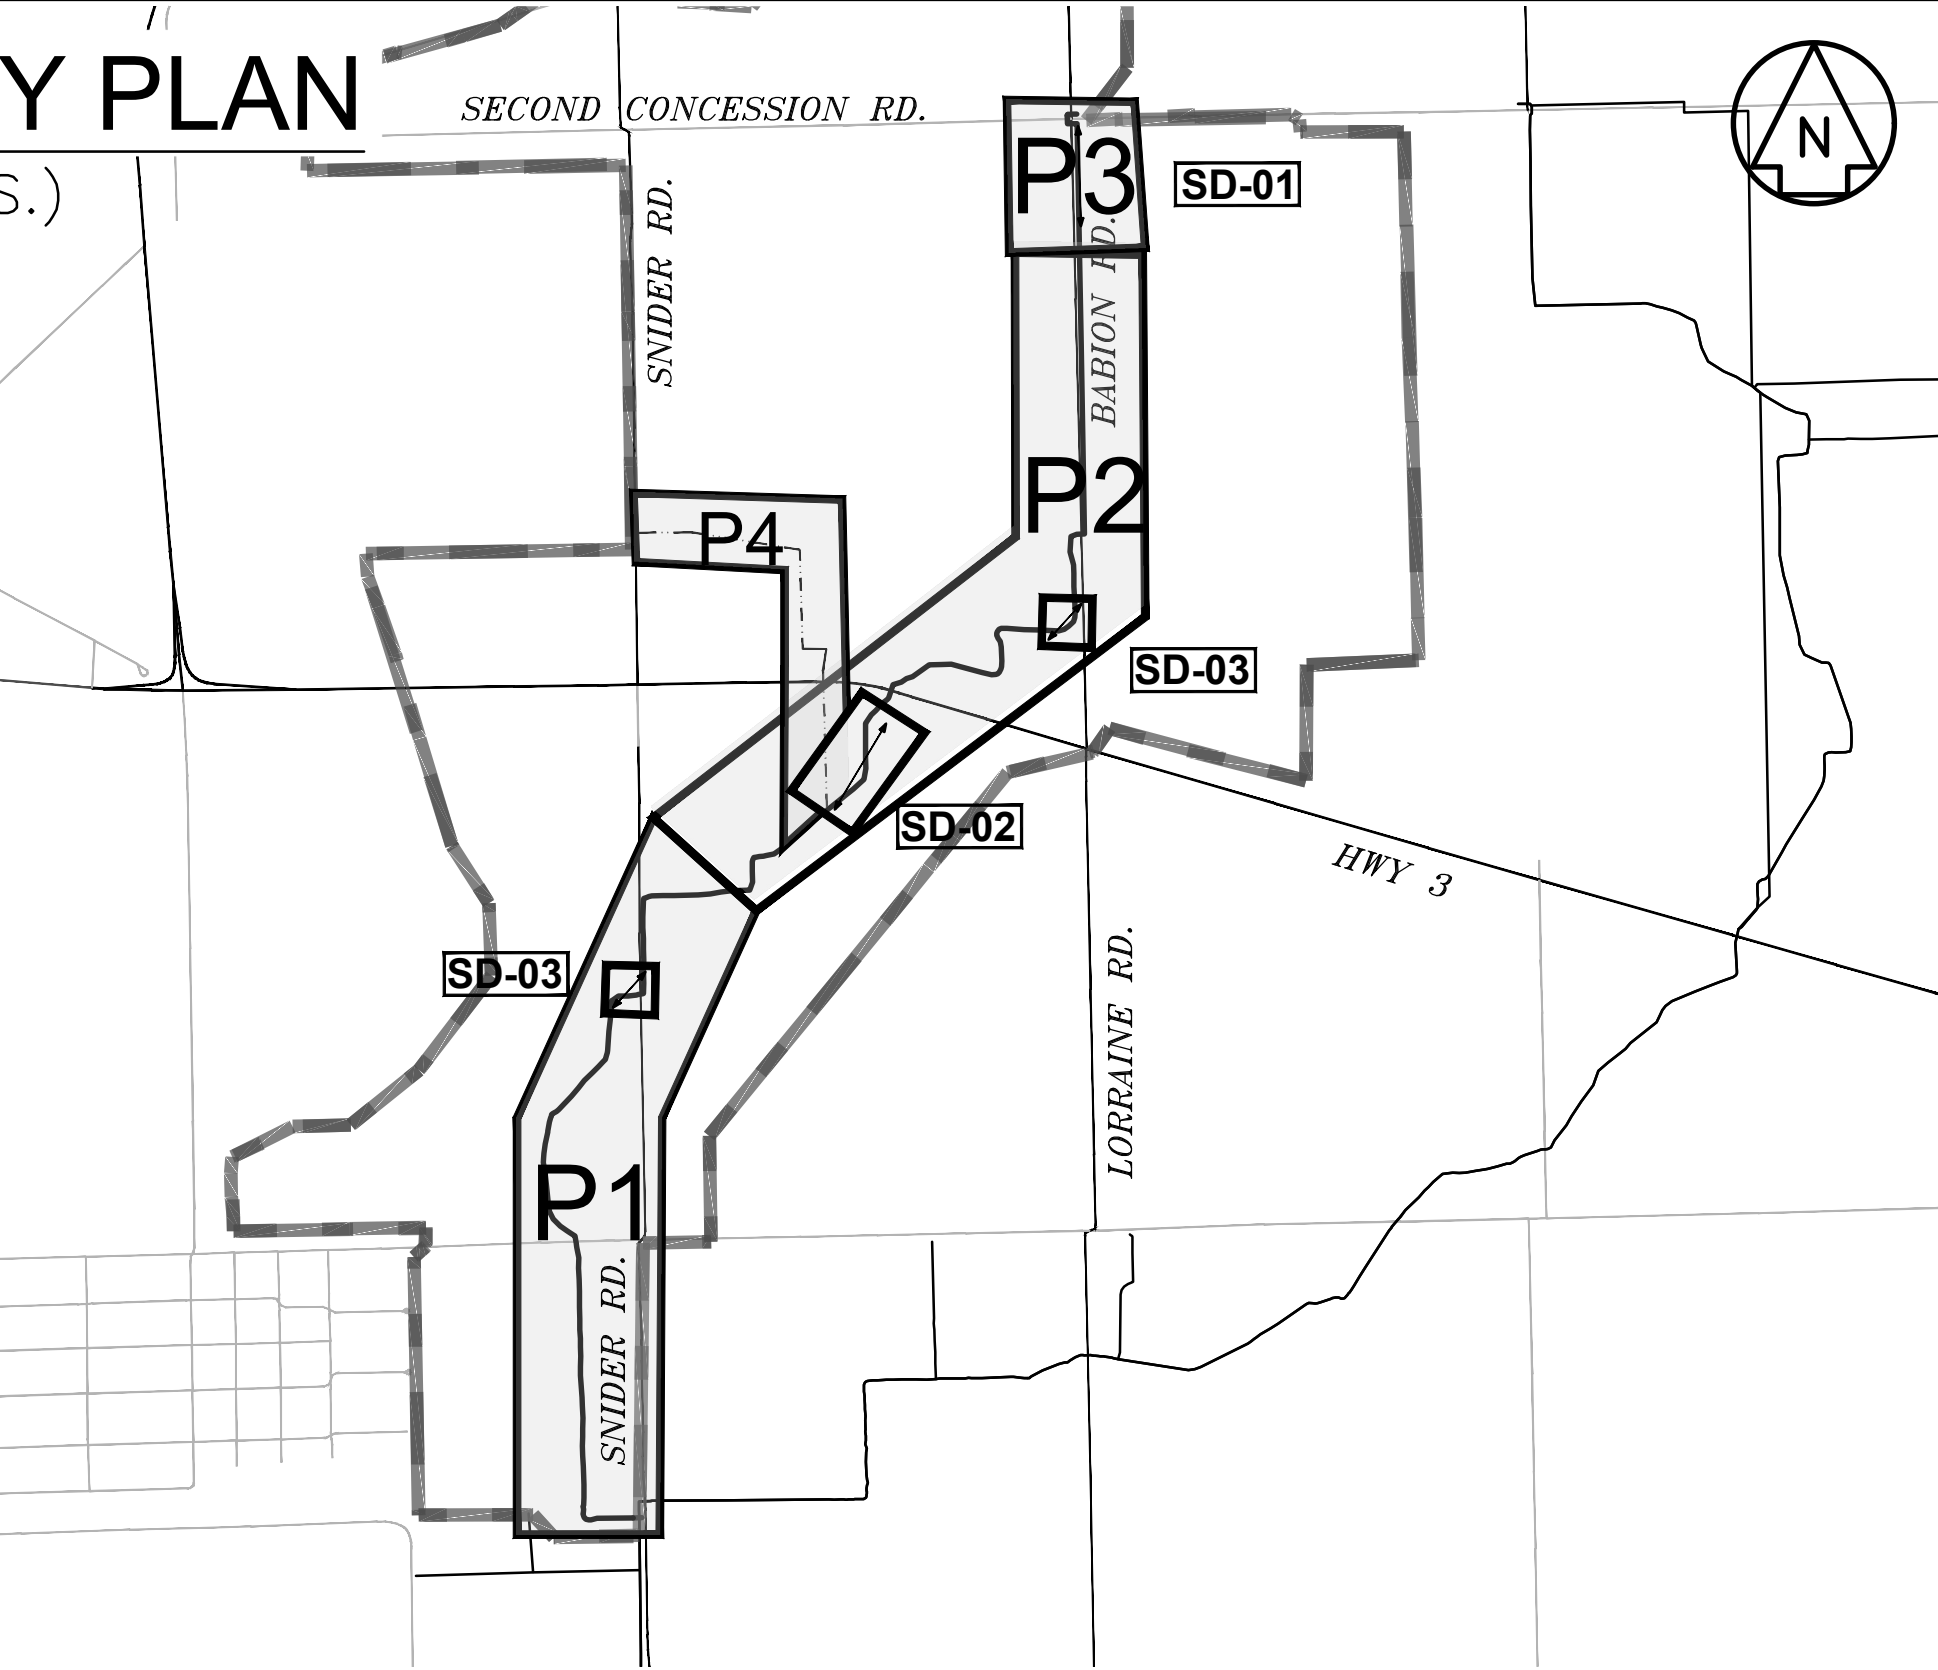 Y PLAN
S.)
SECOND CONCESSION RD.
N
P3
SD-01
SNIDER RD.
BABION RD.
P2
P4
SD-03
SD-02
HWY 3
SD-03
LORRAINE RD.
P1
SNIDER RD.